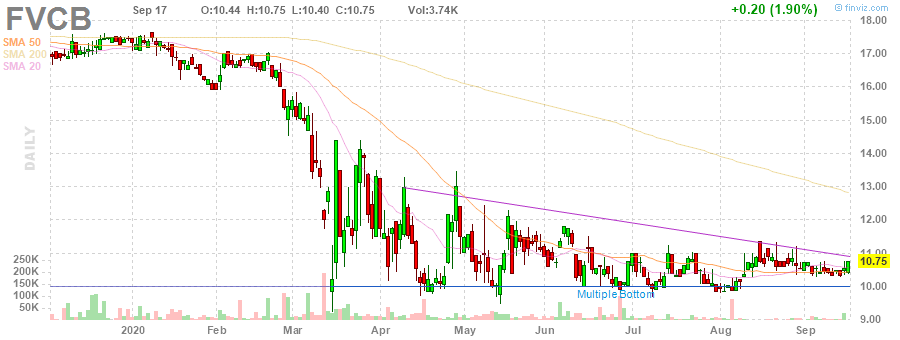 FVCB
Sep 17 O:10.44 H:10.75 L:10.40 C:10.75 Vol:3.74K +0.20 (1.90%)
© finviz.com
SMA 50
SMA 200
SMA 20
DAILY
18.00
17.00
16.00
15.00
14.00
13.00
12.00
11.00
10.75
10.00
9.00
250K
200K
150K
100K
50K
Multiple Bottom
2020 Feb Mar Apr May Jun Jul Aug Sep